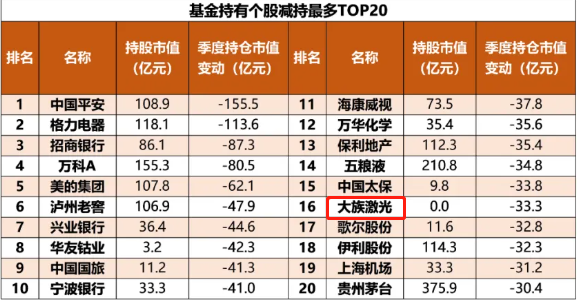 基金持有个股减持最多TOP20
排名 名称 持股市值（亿元） 季度持仓市值变动（亿元） 排名 名称 持股市值（亿元） 季度持仓市值变动（亿元）
1 中国平安 108.9 -155.5 11 海康威视 73.5 -37.8
2 格力电器 118.1 -113.6 12 万华化学 35.4 -35.6
3 招商银行 86.1 -87.3 13 保利地产 112.3 -35.4
4 万科A 155.3 -80.5 14 五粮液 210.8 -34.8
5 美的集团 107.8 -62.1 15 中国太保 9.8 -33.8
6 泸州老窖 106.9 -47.9 16 大族激光 0.0 -33.3
7 兴业银行 36.4 -44.6 17 歌尔股份 11.6 -32.8
8 华友钴业 3.2 -42.3 18 伊利股份 114.3 -32.3
9 中国国旅 11.2 -41.3 19 上海机场 33.3 -31.2
10 宁波银行 33.3 -41.0 20 贵州茅台 375.9 -30.4